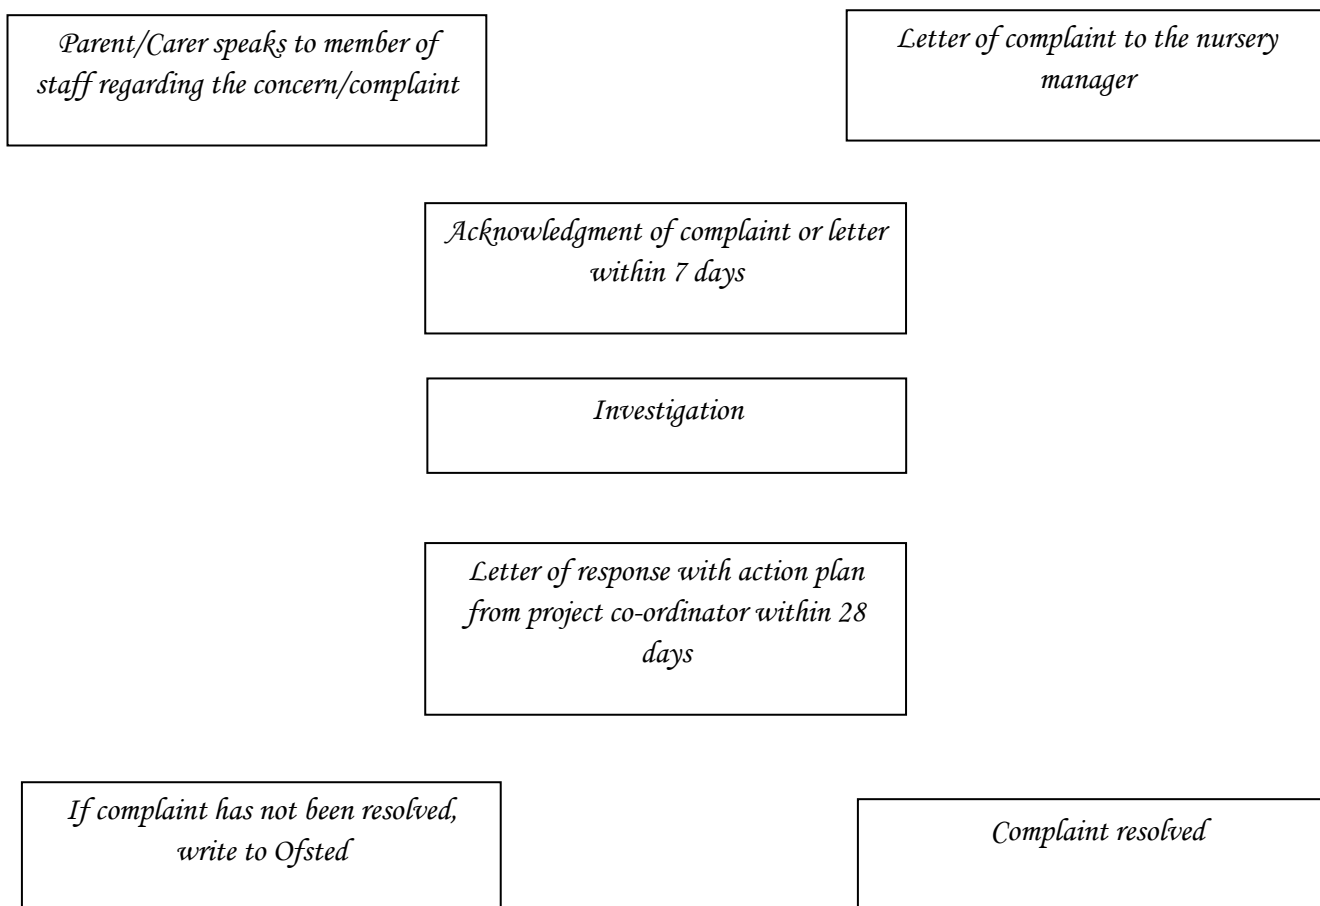 Parent/Carer speaks to member of
staff regarding the concern/complaint
Letter of complaint to the nursery
manager
Acknowledgment of complaint or letter
within 7 days
Investigation
Letter of response with action plan
from project co-ordinator within 28
days
If complaint has not been resolved,
write to Ofsted
Complaint resolved